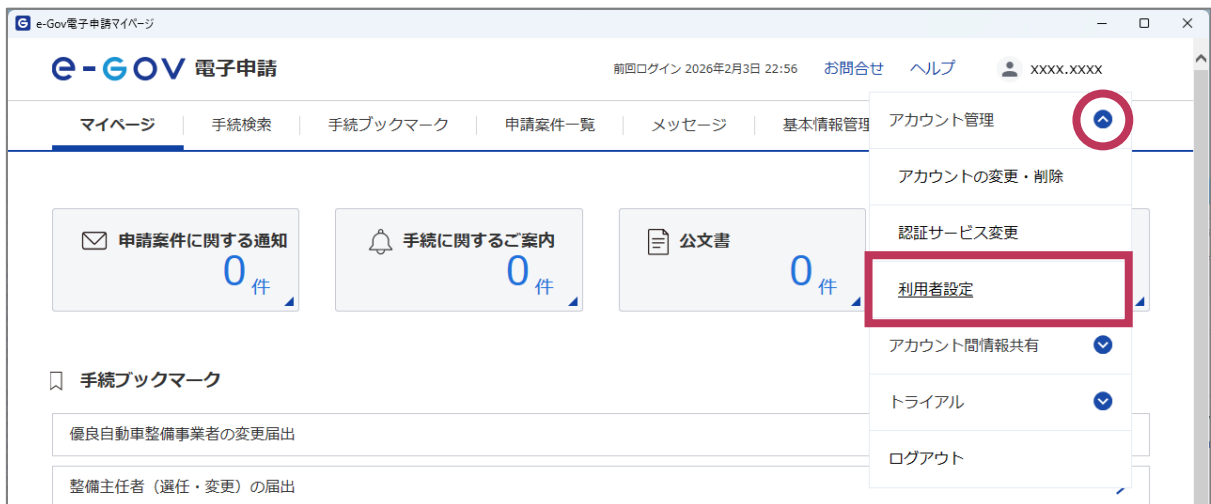 e-Gov電子申請マイページ
e-GOV 電子申請
前回ログイン 2026年2月3日 22:56 お問合せ ヘルプ xxxx.xxxx
マイページ 手続検索 手続ブックマーク 申請案件一覧 メッセージ 基本情報管理
アカウント管理
アカウントの変更・削除
認証サービス変更
利用者設定
アカウント間情報共有
トライアル
ログアウト
申請案件に関する通知
0 件
手続に関するご案内
0 件
公文書
0 件
手続ブックマーク
優良自動車整備事業者の変更届出
整備主任者（選任・変更）の届出